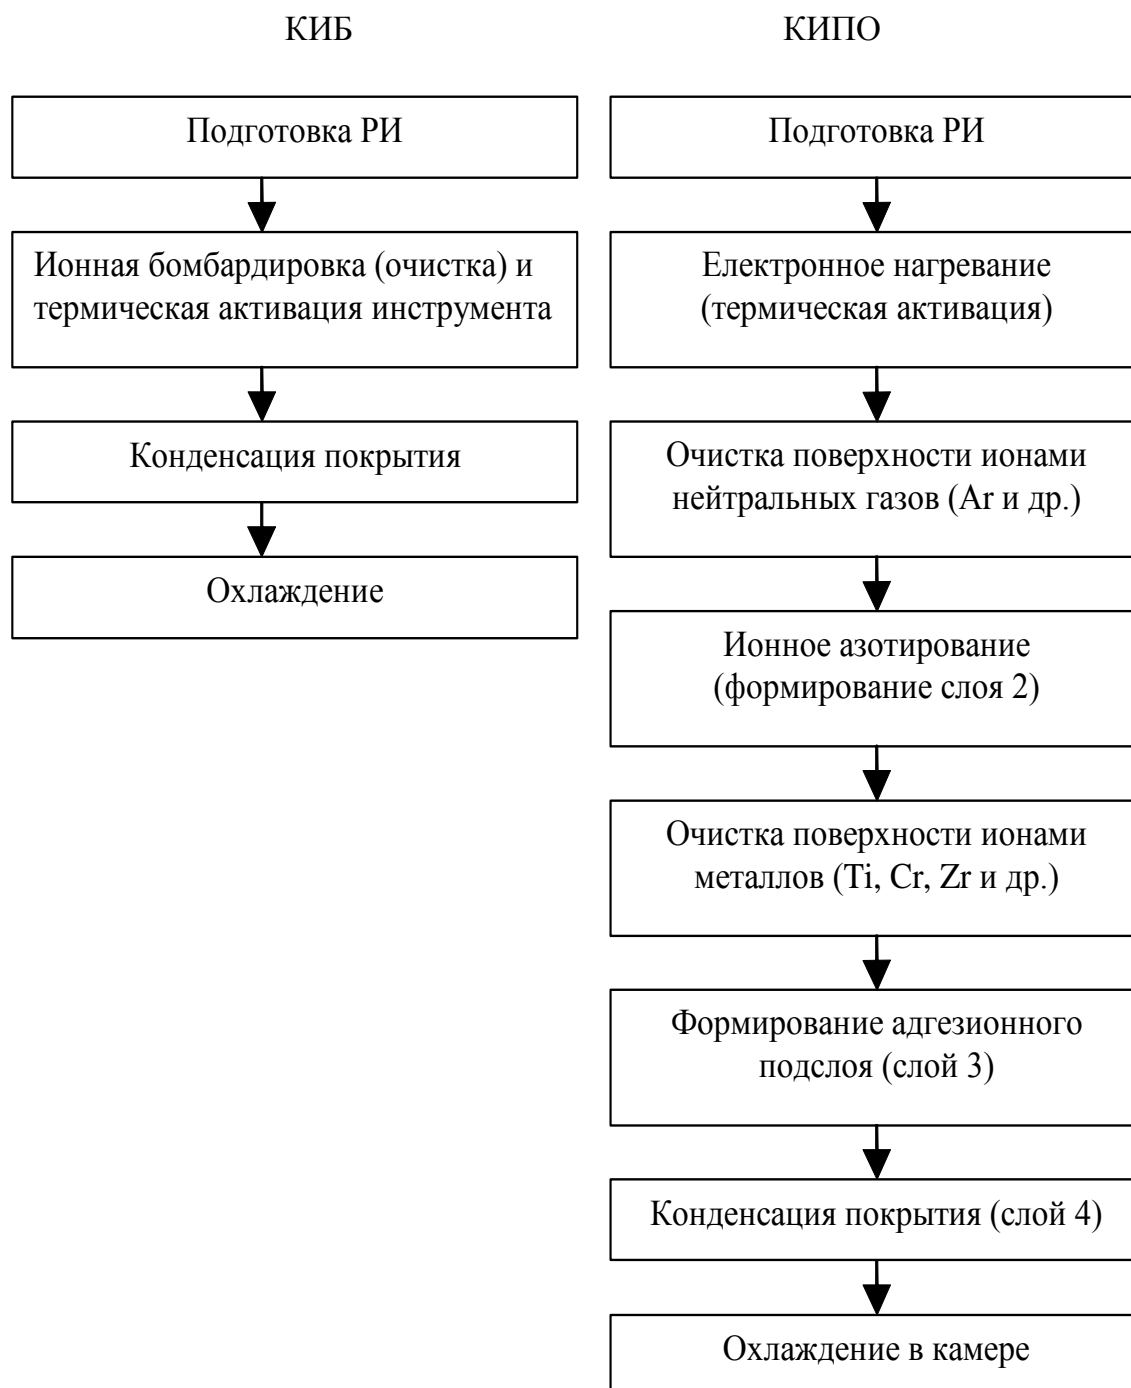 КИБ
Подготовка РИ
Ионная бомбардировка (очистка) и
термическая активация инструмента
Конденсация покрытия
Охлаждение
КИПО
Подготовка РИ
Електронное нагревание
(термическая активация)
Очистка поверхности ионами
нейтральных газов (Ar и др.)
Ионное азотирование
(формирование слоя 2)
Очистка поверхности ионами
металлов (Ti, Cr, Zr и др.)
Формирование адгезионного
подслоя (слой 3)
Конденсация покрытия (слой 4)
Охлаждение в камере